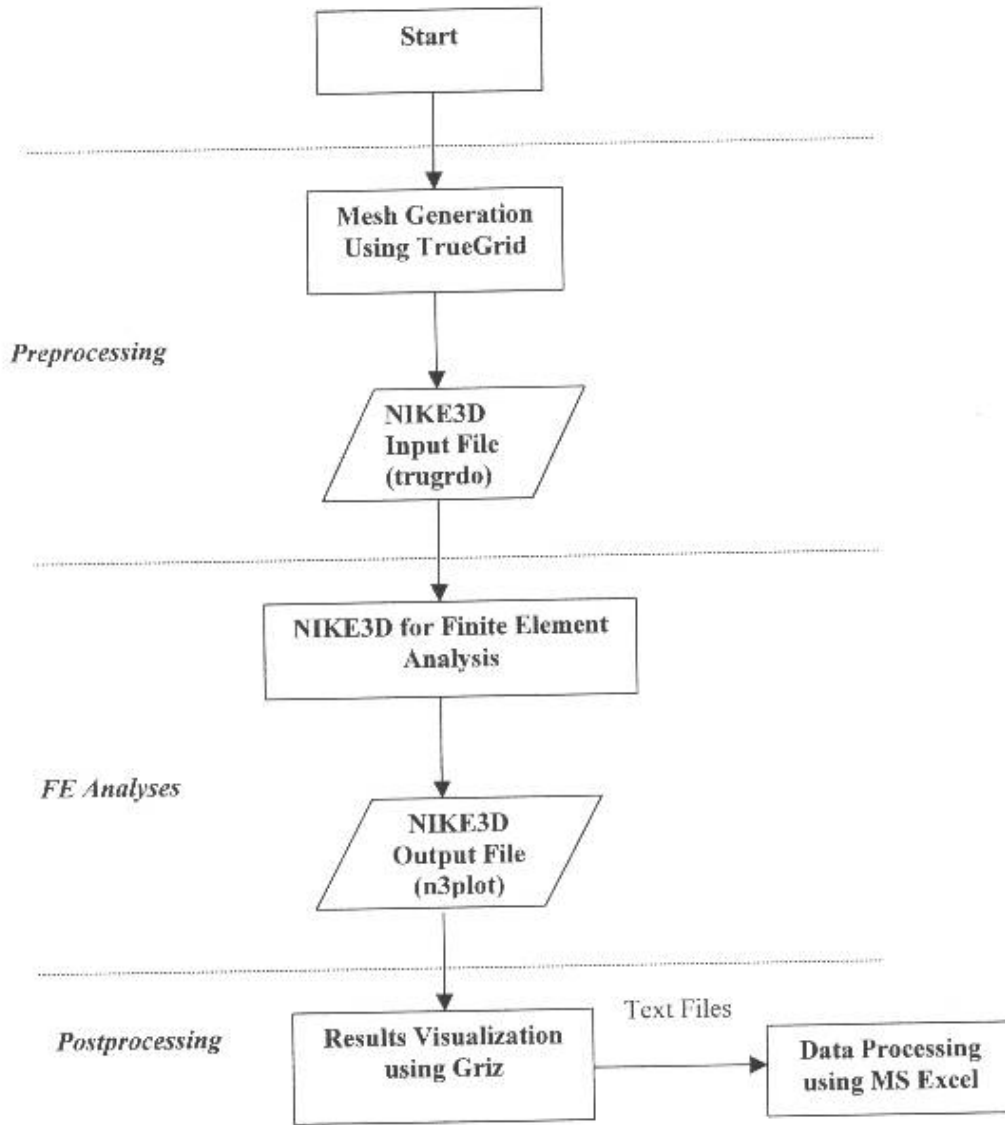 Start
Mesh Generation
Using TrueGrid
Preprocessing
NIKE3D
Input File
(trugrdo)
NIKE3D for Finite Element
Analysis
FE Analyses
NIKE3D
Output File
(n3plot)
Postprocessing
Results Visualization
using Griz
Text Files
Data Processing
using MS Excel